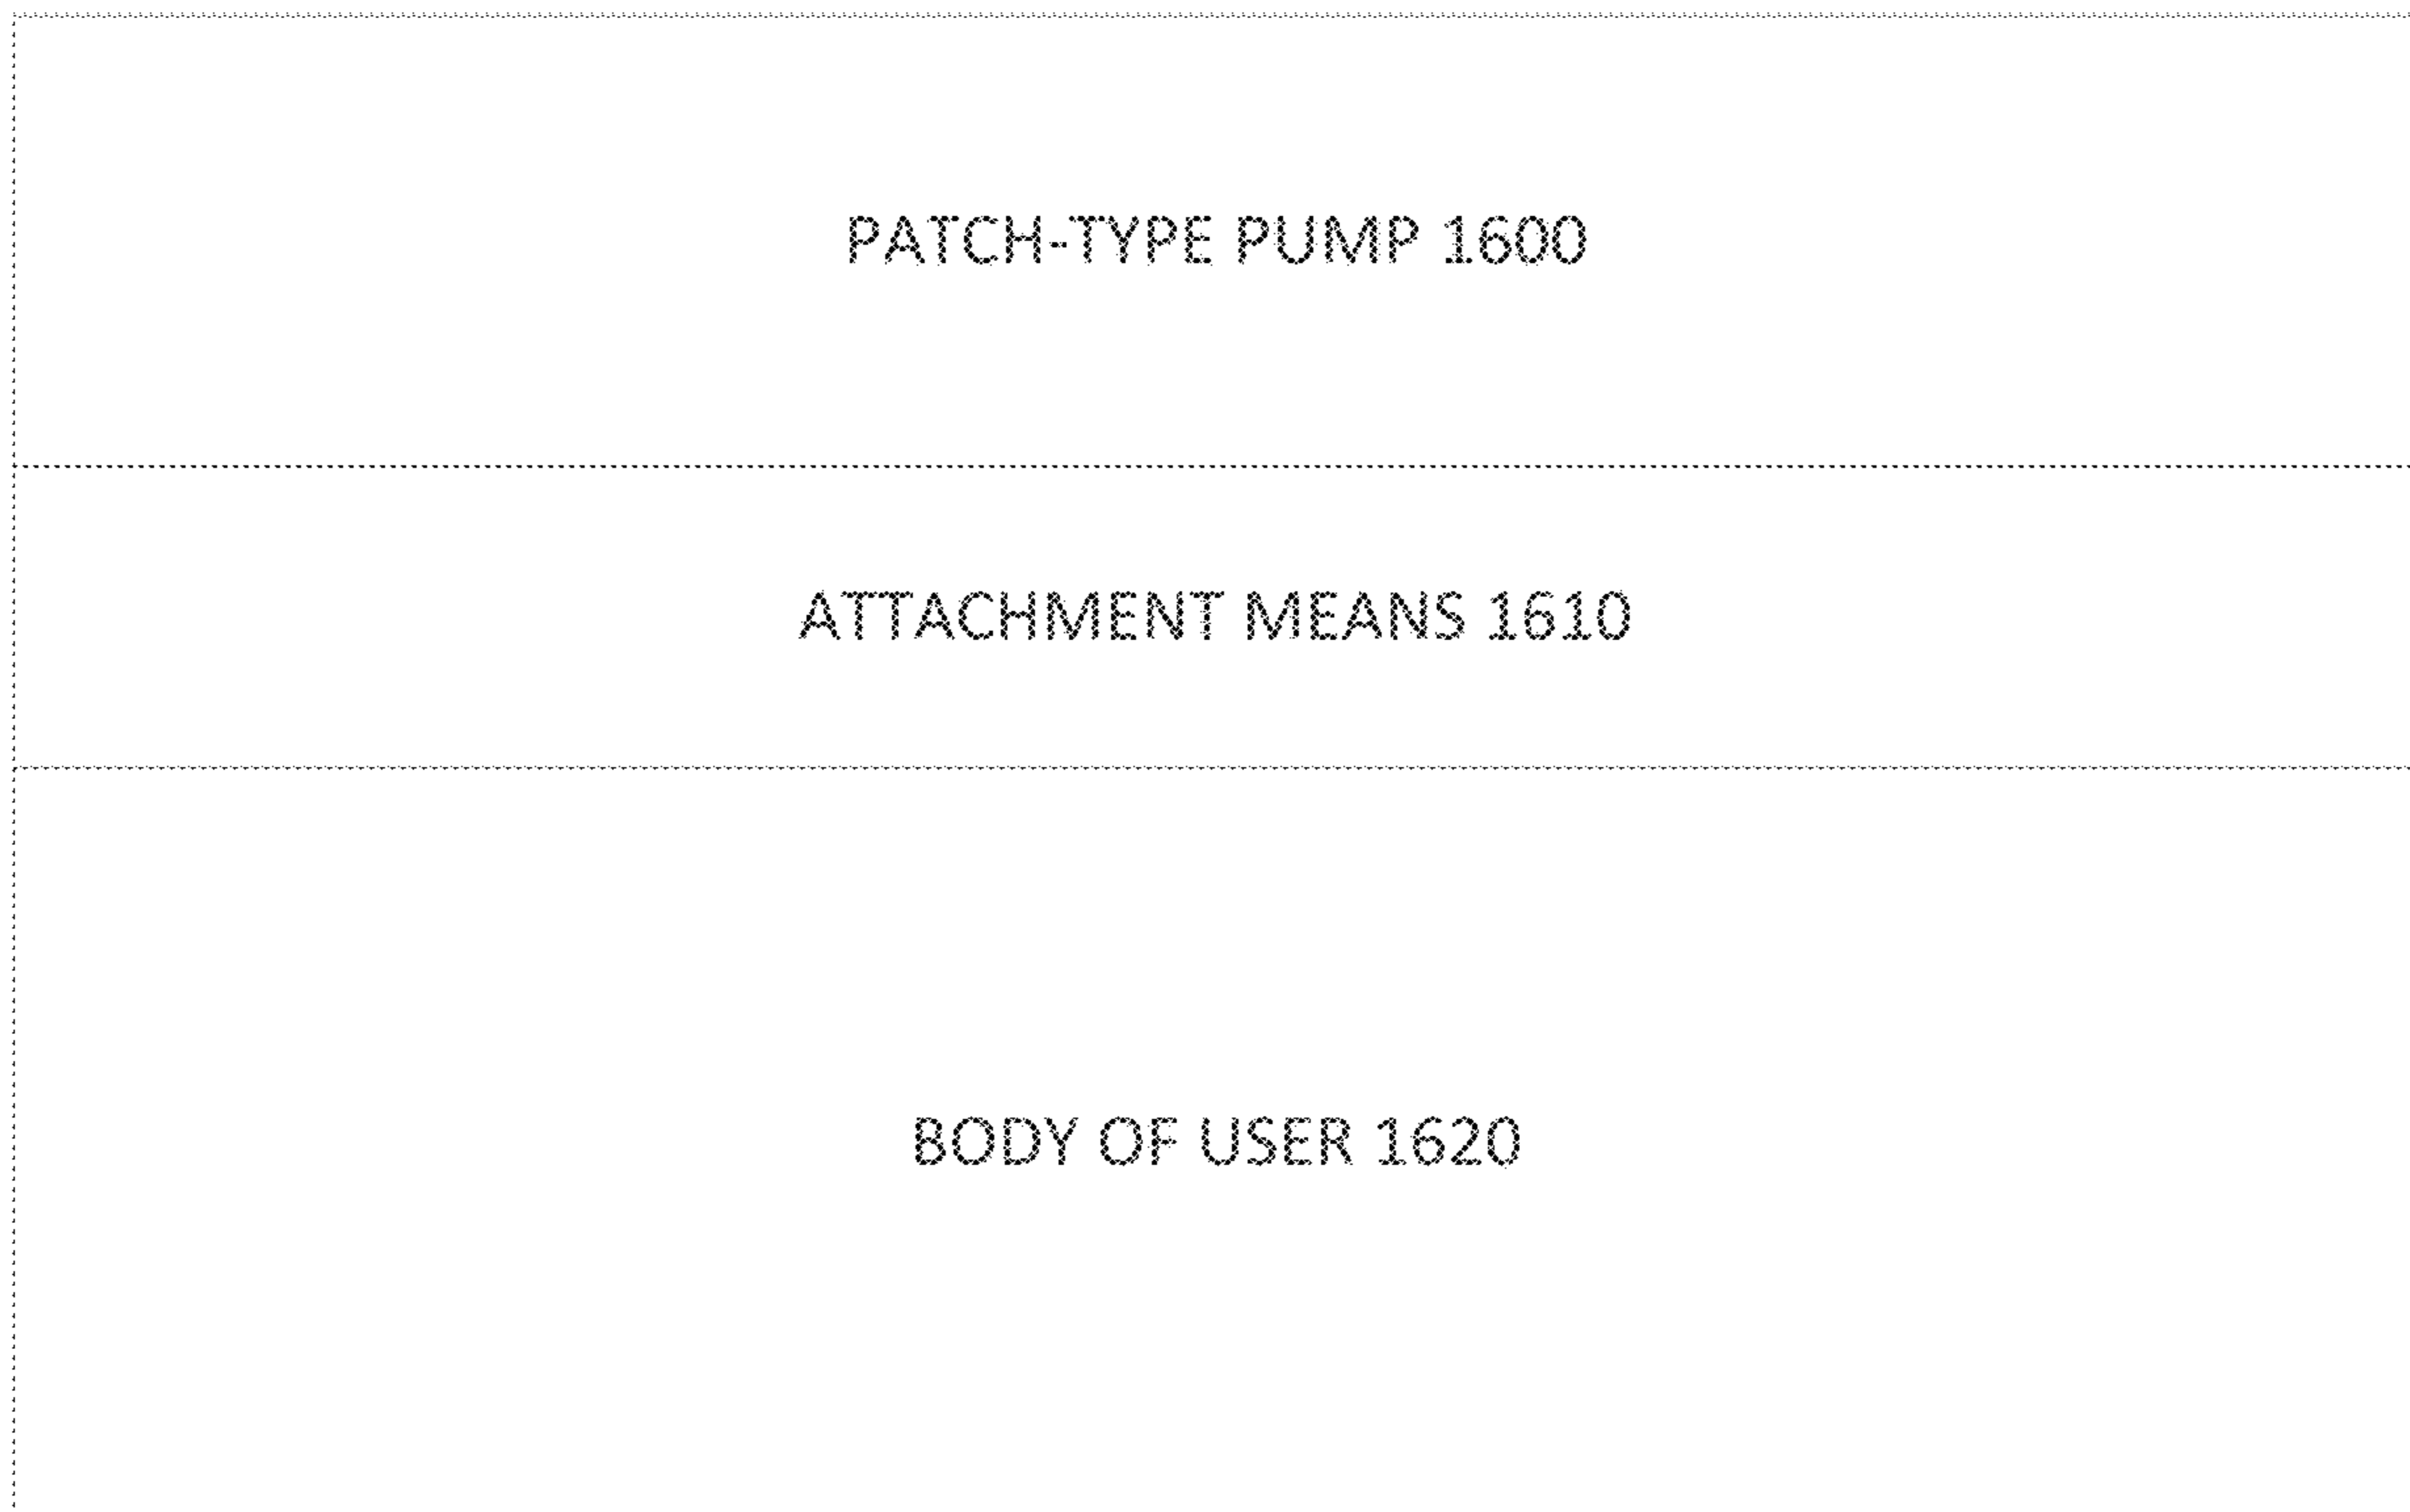 PATCH-TYPE PUMP 1600
ATTACHMENT MEANS 1610
BODY OF USER 1620